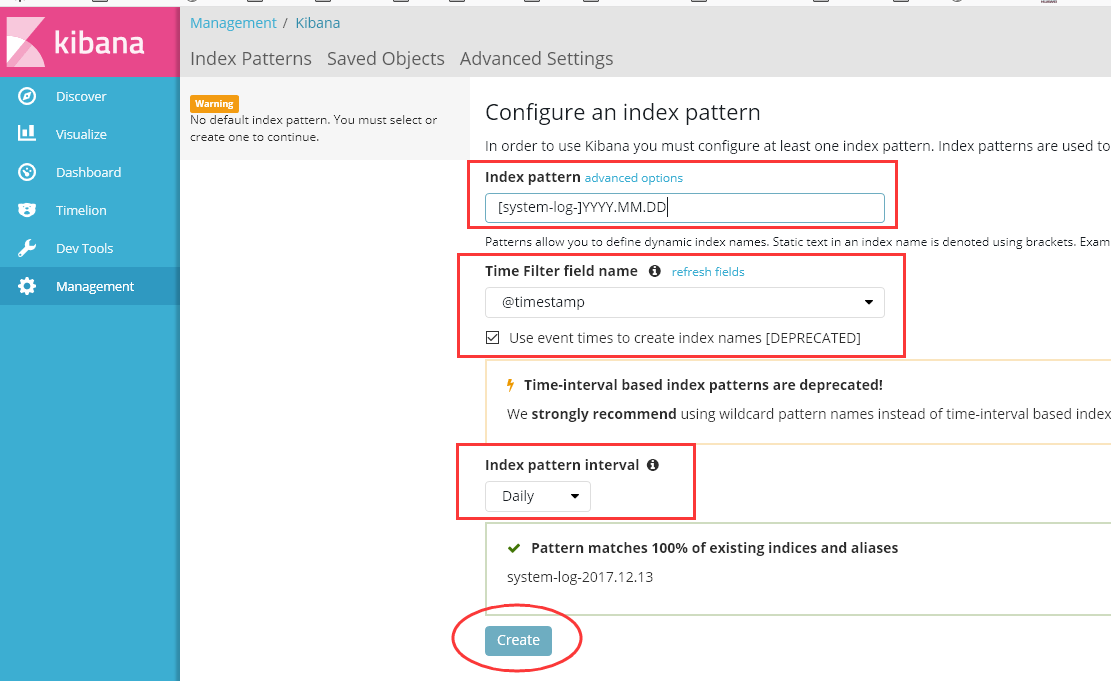 kibana
Management / Kibana
Index Patterns Saved Objects Advanced Settings
Discover
Visualize
Dashboard
Timelion
Dev Tools
Management
Warning
No default index pattern. You must select or
create one to continue.
Configure an index pattern
In order to use Kibana you must configure at least one index pattern. Index patterns are used to
Index pattern advanced options
[system-log-]YYYY.MM.DD
Patterns allow you to define dynamic index names. Static text in an index name is denoted using brackets. Exam
Time Filter field name refresh fields
@timestamp
Use event times to create index names [DEPRECATED]
Time-interval based index patterns are deprecated!
We strongly recommend using wildcard pattern names instead of time-interval based index
Index pattern interval
Daily
Pattern matches 100% of existing indices and aliases
system-log-2017.12.13
Create